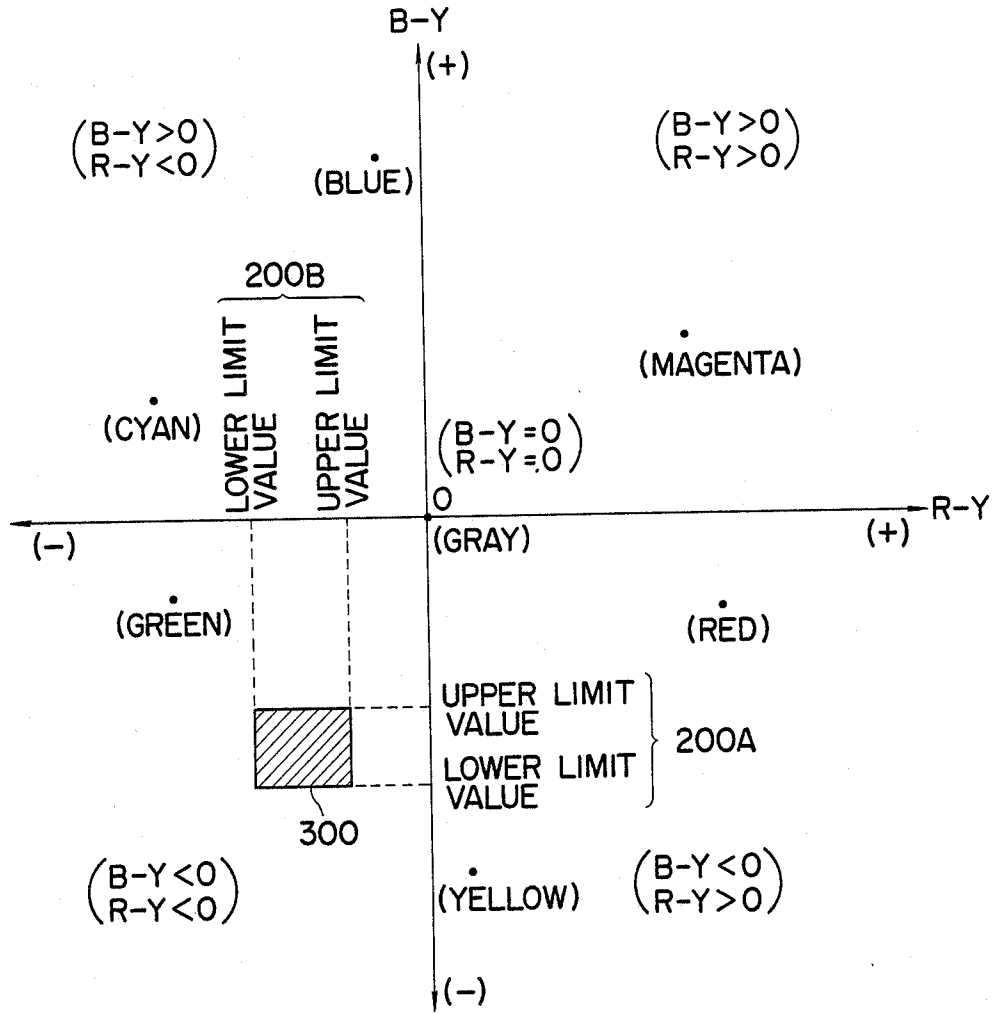 B-Y
(+)
(B-Y>0
R-Y<0)
(B-Y>0
R-Y>0)
(BLUE)
200B
LOWER LIMIT
VALUE
UPPER LIMIT
VALUE
(MAGENTA)
(CYAN)
(B-Y=0
R-Y=0)
0
R-Y
(-)
(GRAY)
(+)
(GREEN)
(RED)
UPPER LIMIT
VALUE
200A
LOWER LIMIT
VALUE
300
(B-Y<0
R-Y<0)
(YELLOW)
(B-Y<0
R-Y>0)
(-)